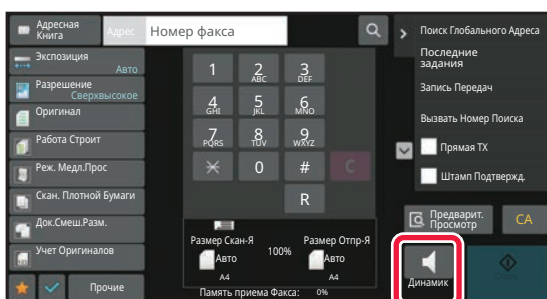 Адресная
Книга
Адрес
Номер факса
Экспозиция
Авто
Разрешение
Сверхвысокое
Оригинал
Работа Строит
Реж. Медл.Прос
Скан. Плотной Бумаги
Док.Смеш.Разм.
Учет Оригиналов
Прочие
1
2
ABC
3
DEF
4
GHI
5
JKL
6
MNO
7
PQRS
8
TUV
9
WXYZ
0
#
C
R
Размер Скан-Я
Авто
A4
100%
Размер Отпр-Я
Авто
A4
Память приема Факса: 0%
Поиск Глобального Адреса
Последние
задания
Запись Передач
Вызвать Номер Поиска
Прямая TX
Штамп Подтвержд.
Предварит.
Просмотр
CA
Динамик